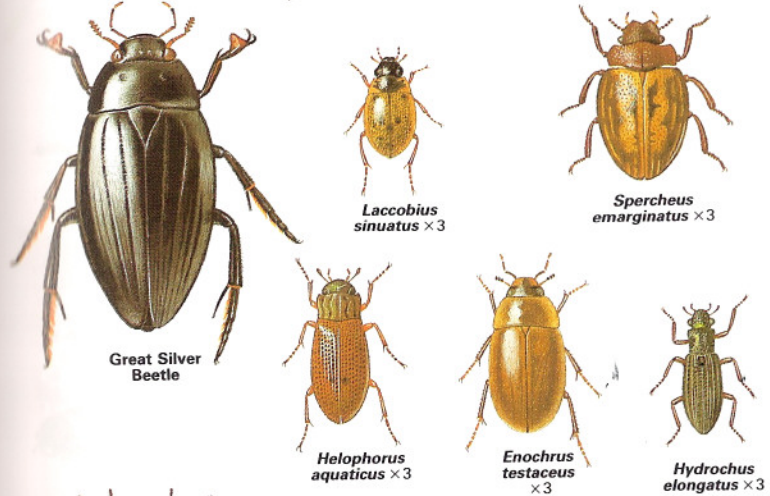 Laccobius
sinuatus ×3
Spercheus
emarginatus ×3
Great Silver
Beetle
Helophorus
aquaticus ×3
Enochrus
testaceus
×3
Hydrochus
elongatus ×3